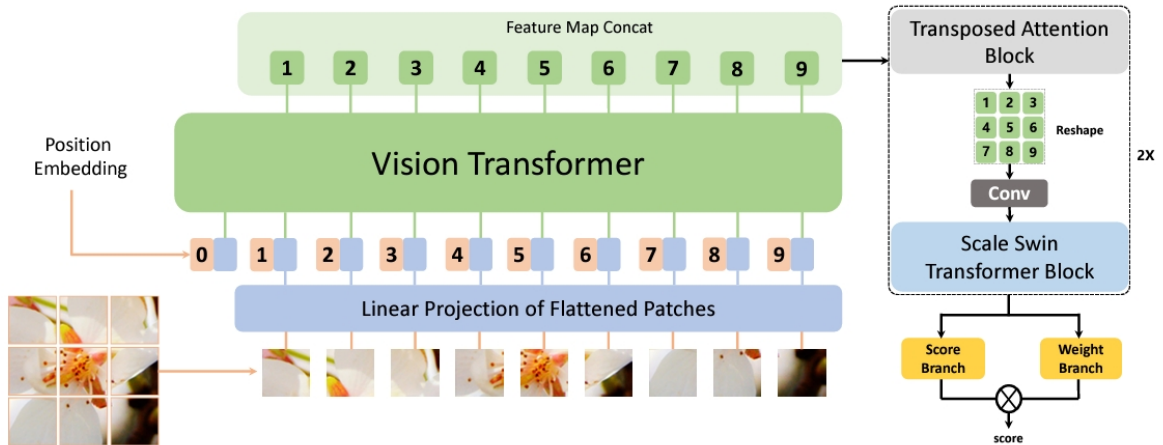 Feature Map Concat
1 2 3 4 5 6 7 8 9
Vision Transformer
Position
Embedding
0 1 2 3 4 5 6 7 8 9
Linear Projection of Flattened Patches
Transposed Attention
Block
1 2 3
4 5 6
7 8 9
Reshape
2X
Conv
Scale Swin
Transformer Block
Score
Branch
Weight
Branch
score